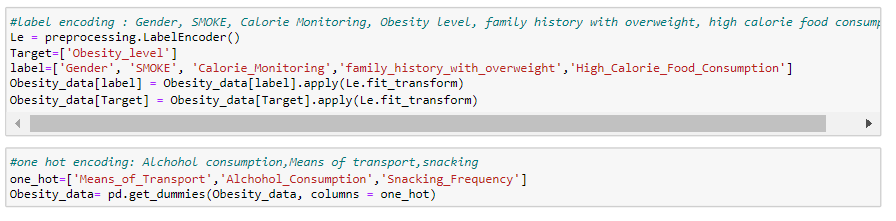 #label encoding : Gender, SMOKE, Calorie Monitoring, Obesity level, family history with overweight, high calorie food consump
Le = preprocessing.LabelEncoder()
Target=['Obesity_level']
label=['Gender', 'SMOKE', 'Calorie_Monitoring','family_history_with_overweight','High_Calorie_Food_Consumption']
Obesity_data[label] = Obesity_data[label].apply(Le.fit_transform)
Obesity_data[Target] = Obesity_data[Target].apply(Le.fit_transform)
#one hot encoding: Alchohol consumption,Means of transport,snacking
one_hot=['Means_of_Transport','Alchohol_Consumption','Snacking_Frequency']
Obesity_data= pd.get_dummies(Obesity_data, columns = one_hot)